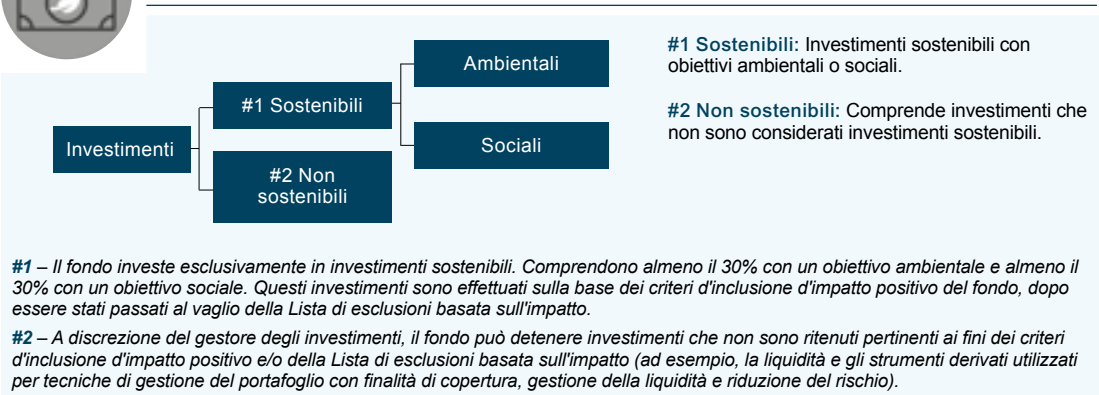 Investimenti
#1 Sostenibili
#2 Non
sostenibili
Ambientali
Sociali
#1 Sostenibili: Investimenti sostenibili con
obiettivi ambientali o sociali.
#2 Non sostenibili: Comprende investimenti che
non sono considerati investimenti sostenibili.
#1 – Il fondo investe esclusivamente in investimenti sostenibili. Comprendono almeno il 30% con un obiettivo ambientale e almeno il
30% con un obiettivo sociale. Questi investimenti sono effettuati sulla base dei criteri d'inclusione d'impatto positivo del fondo, dopo
essere stati passati al vaglio della Lista di esclusioni basata sull'impatto.
#2 – A discrezione del gestore degli investimenti, il fondo può detenere investimenti che non sono ritenuti pertinenti ai fini dei criteri
d'inclusione d'impatto positivo e/o della Lista di esclusioni basata sull'impatto (ad esempio, la liquidità e gli strumenti derivati utilizzati
per tecniche di gestione del portafoglio con finalità di copertura, gestione della liquidità e riduzione del rischio).